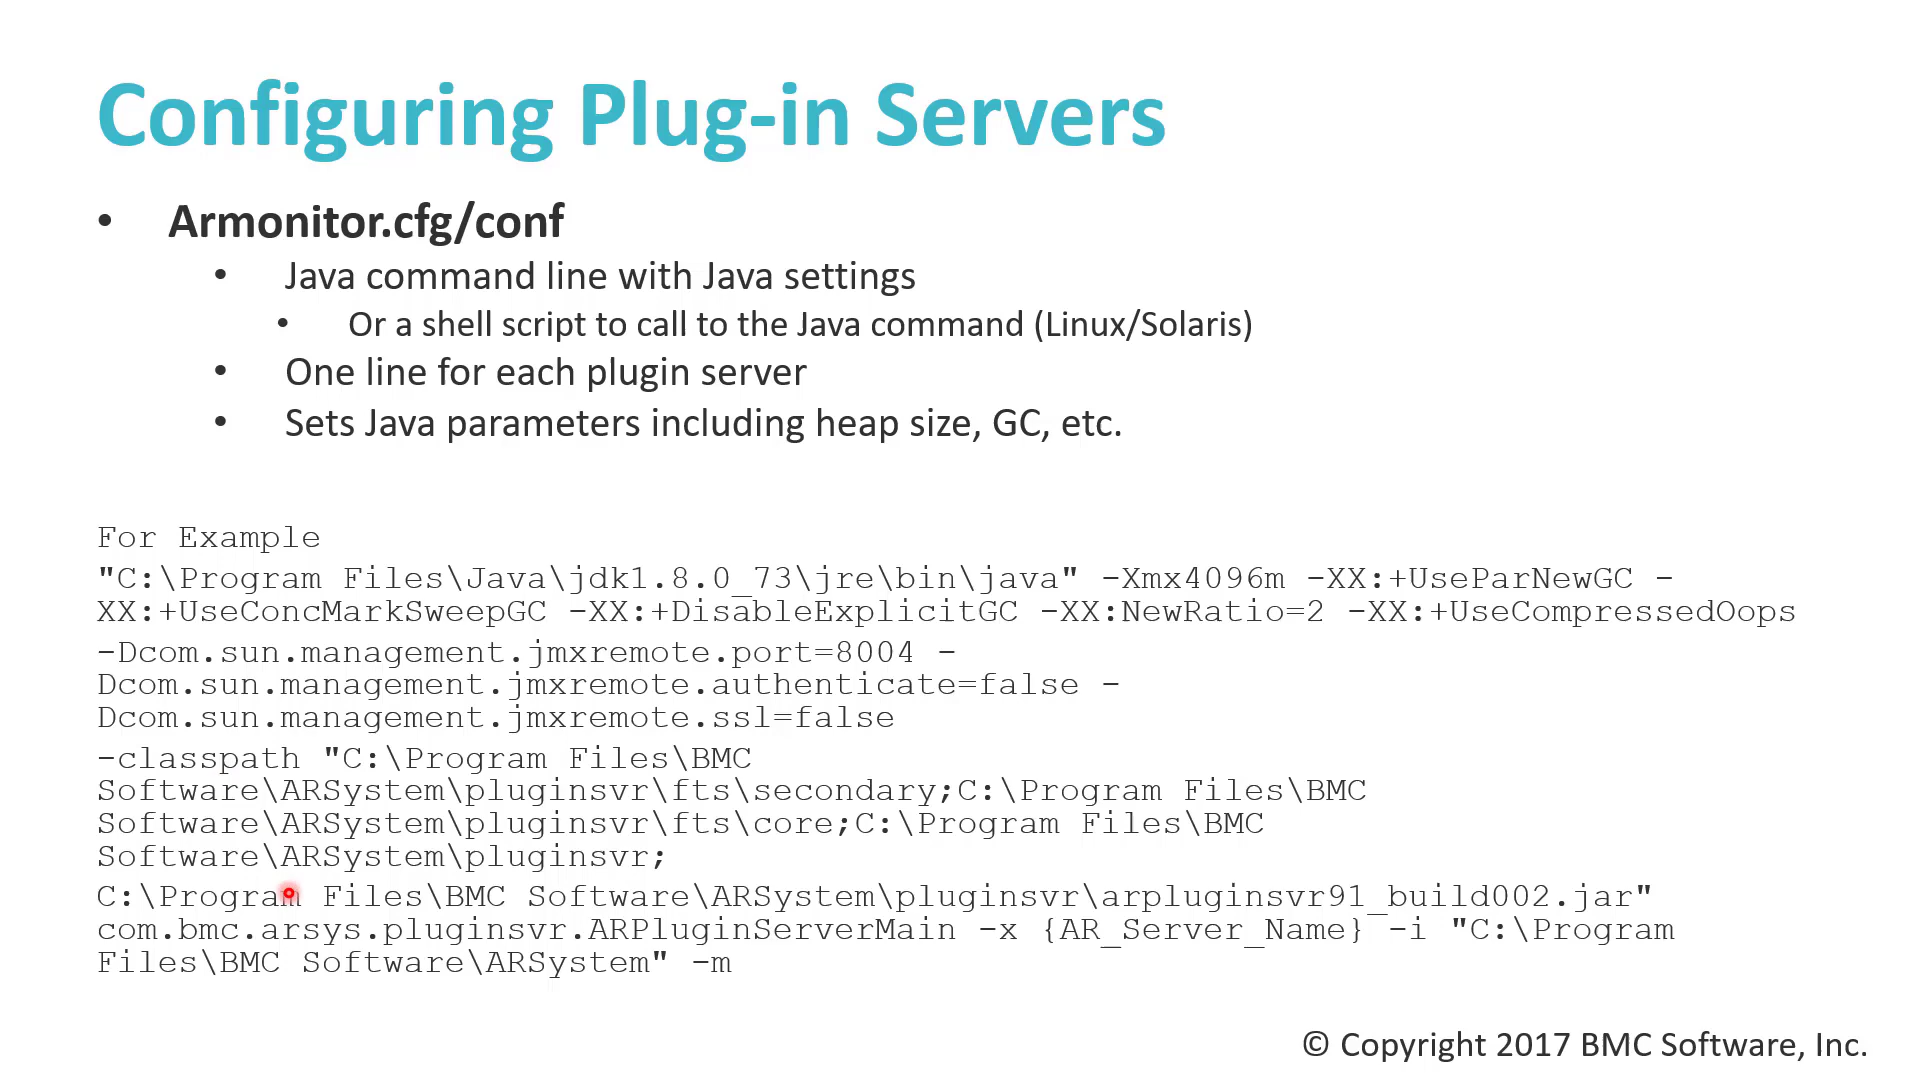 Configuring Plug-in Servers
• Armonitor.cfg/conf
• Java command line with Java settings
• Or a shell script to call to the Java command (Linux/Solaris)
• One line for each plugin server
• Sets Java parameters including heap size, GC, etc.
For Example
"C:\Program Files\Java\jdk1.8.0_73\jre\bin\java" -Xmx4096m -XX:+UseParNewGC -
XX:+UseConcMarkSweepGC -XX:+DisableExplicitGC -XX:NewRatio=2 -XX:+UseCompressedOops
-Dcom.sun.management.jmxremote.port=8004 -
Dcom.sun.management.jmxremote.authenticate=false -
Dcom.sun.management.jmxremote.ssl=false
-classpath "C:\Program Files\BMC
Software\ARSystem\pluginsvr\fts\secondary;C:\Program Files\BMC
Software\ARSystem\pluginsvr\fts\core;C:\Program Files\BMC
Software\ARSystem\pluginsvr;
C:\Program Files\BMC Software\ARSystem\pluginsvr\arpluginsvr91_build002.jar"
com.bmc.arsys.pluginsvr.ARPluginServerMain -x {AR_Server_Name} -i "C:\Program
Files\BMC Software\ARSystem" -m
© Copyright 2017 BMC Software, Inc.